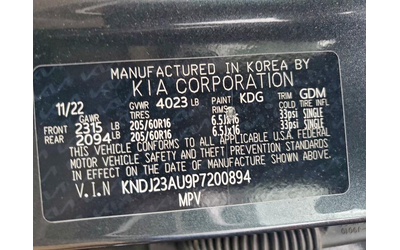 MANUFACTURED IN KOREA BY
KIA CORPORATION
11/22 GVWR 4023 LB PAINT KDG TRIM GDM
GAWR TIRES RIMS COLD TIRE INFL
FRONT 2315 LB 205/60R16 6.5Jx16 33psi SINGLE
REAR 2094 LB 205/60R16 6.5Jx16 33psi SINGLE
THIS VEHICLE CONFORMS TO ALL APPLICABLE U.S.A FEDERAL
MOTOR VEHICLE SAFETY, BUMPER, AND THEFT PREVENTION STANDARDS
IN EFFECT ON THE DATE OF MANUFACTURE SHOWN ABOVE.
V.I.N KNDJ23AU9P7200894
MPV